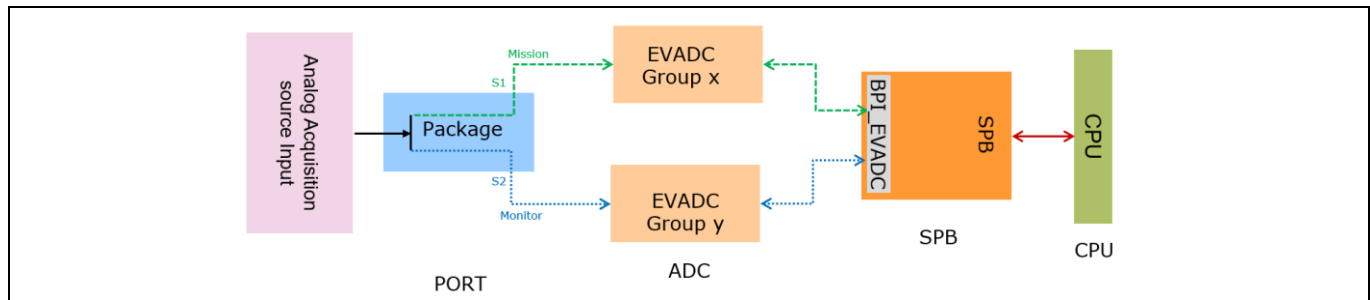 Analog Acquisition
source Input
Package
PORT
S1
Mission
S2
Monitor
EVADC
Group x
EVADC
Group y
ADC
BPI_EVADC
SPB
SPB
CPU
CPU